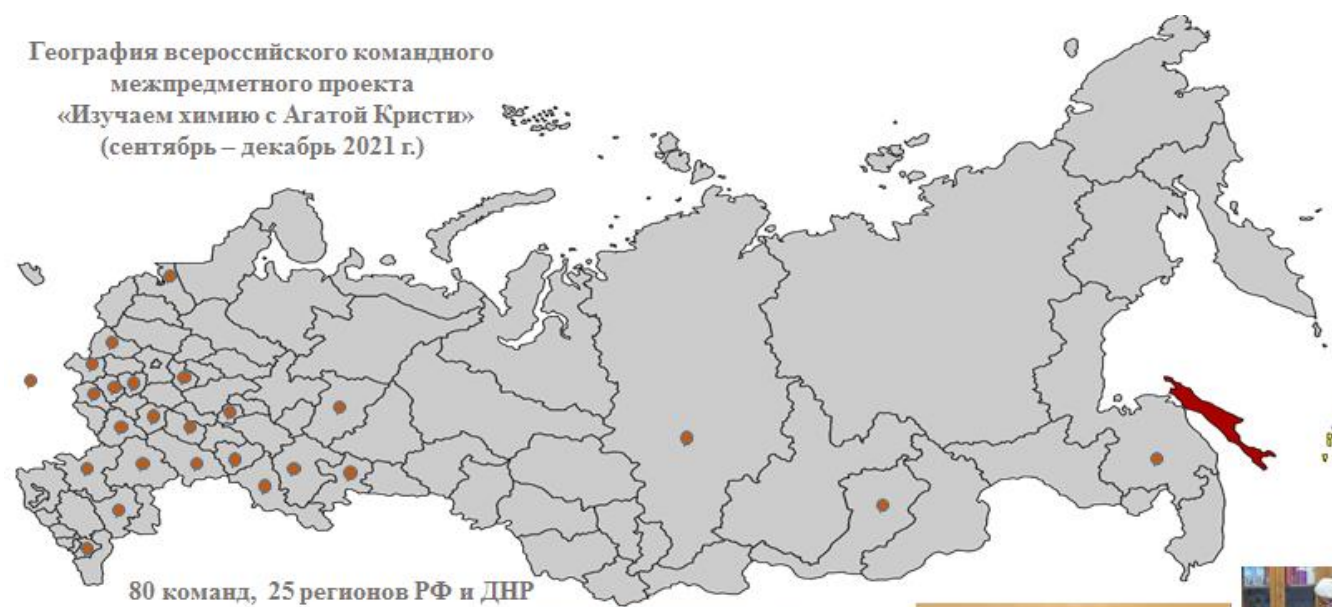 География всероссийского командного
межпредметного проекта
«Изучаем химию с Агатой Кристи»
(сентябрь – декабрь 2021 г.)
80 команд, 25 регионов РФ и ДНР